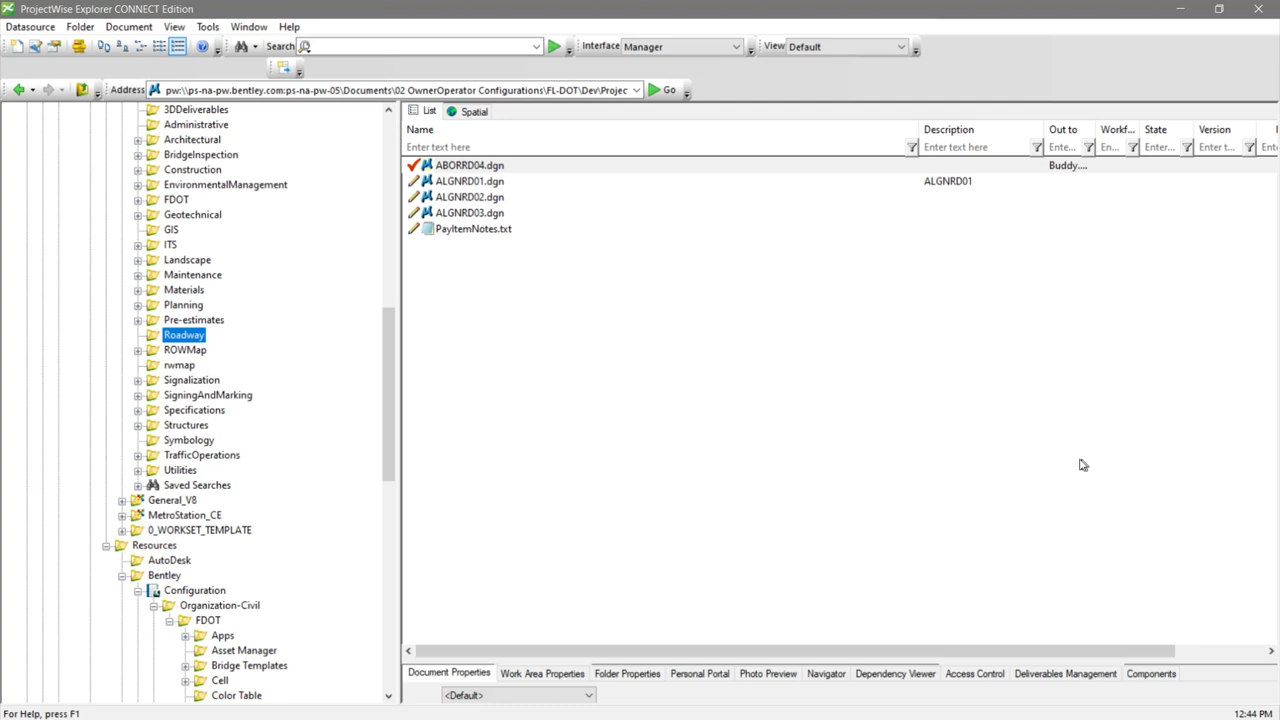 ProjectWise Explorer CONNECT Edition
Datasource Folder Document View Tools Window Help
Search Interface Manager View Default
Address pw:\\ps-na-pw.bentley.com:ps-na-pw-05\Documents\02 OwnerOperator Configurations\FL-DOT\Dev\Projec Go
3DDeliverables
Administrative
Architectural
BridgeInspection
Construction
EnvironmentalManagement
FDOT
Geotechnical
GIS
ITS
Landscape
Maintenance
Materials
Planning
Pre-estimates
Roadway
ROWMap
rwmap
Signalization
SigningAndMarking
Specifications
Structures
Symbology
TrafficOperations
Utilities
Saved Searches
General_V8
MetroStation_CE
0_WORKSET_TEMPLATE
Resources
AutoDesk
Bentley
Configuration
Organization-Civil
FDOT
Apps
Asset Manager
Bridge Templates
Cell
Color Table
List Spatial
Name Description Out to Workf... State Version
Enter text here Enter text here Ente... En... Enter... Enter t... Ente
ABORRD04.dgn Buddy....
ALGNRD01.dgn ALGNRD01
ALGNRD02.dgn
ALGNRD03.dgn
PayItemNotes.txt
Document Properties Work Area Properties Folder Properties Personal Portal Photo Preview Navigator Dependency Viewer Access Control Deliverables Management Components
<Default>
For Help, press F1 12:44 PM